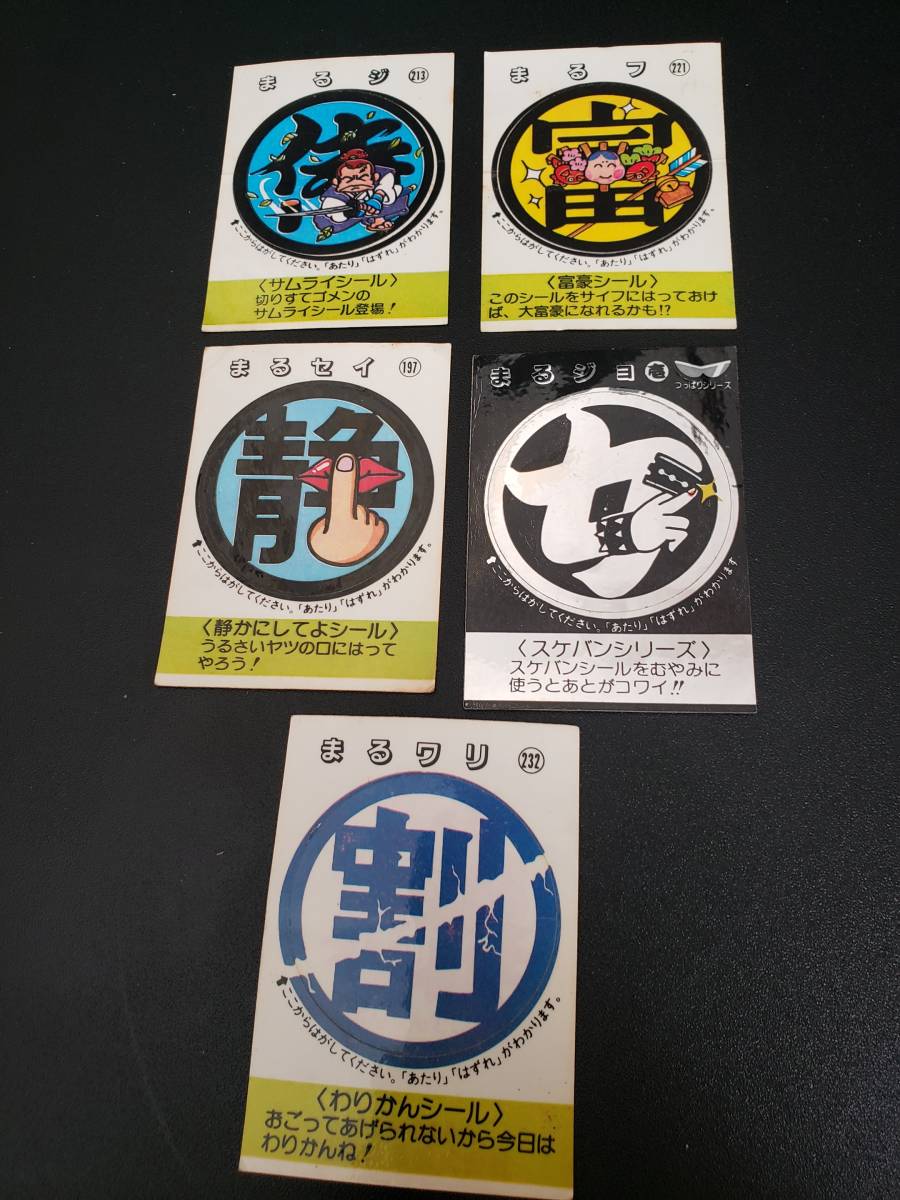 まるジ 213
侍
ここからはがしてください。「あたり」「はずれ」がわかります。
〈サムライシール〉
切りすてゴメンの
サムライシール登場!
まるフ 221
富
ここからはがしてください。「あたり」「はずれ」がわかります。
〈富豪シール〉
このシールをサイフにはっておけ
ば、大富豪になれるかも!?
まるセイ 197
静
ここからはがしてください。「あたり」「はずれ」がわかります。
〈静かにしてよシール〉
うるさいヤツの口にはって
やろう!
まるジョ 壱
つっぱりシリーズ
女
ここからはがしてください。「あたり」「はずれ」がわかります
〈スケバンシリーズ〉
スケバンシールをむやみに
使うとあとがコワイ!!
まるワリ 232
割
ここからはがしてください。「あたり」「はずれ」がわかります。
〈わりかんシール〉
おごってあげられないから今日は
わりかんね!